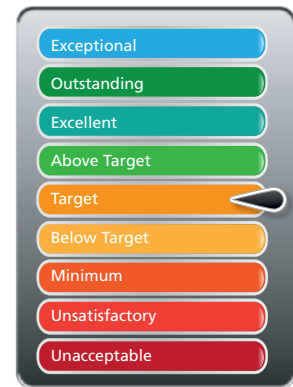 Exceptional
Outstanding
Excellent
Above Target
Target
Below Target
Minimum
Unsatisfactory
Unacceptable